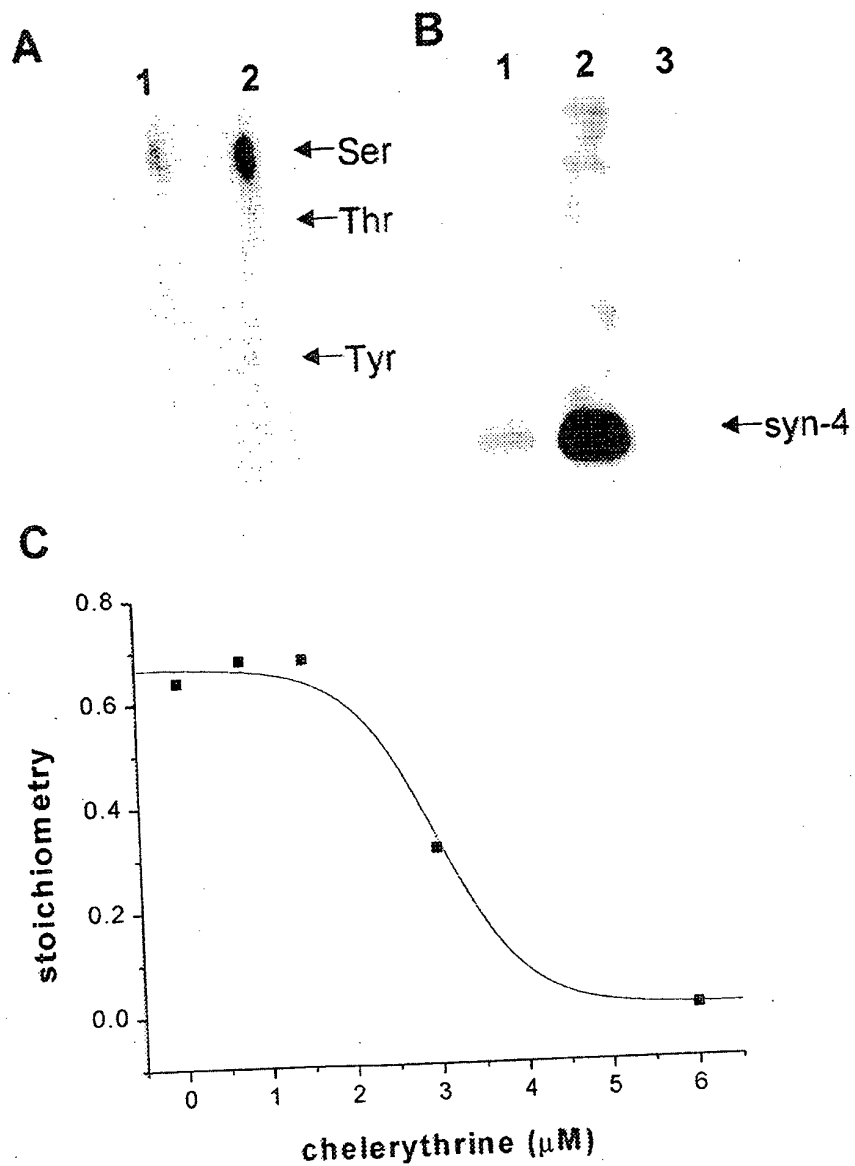 A
1 2
Ser
Thr
Tyr
B
1 2 3
syn-4
C
0.8
0.6
0.4
0.2
0.0
stoichiometry
0 1 2 3 4 5 6
chelerythrine (μM)